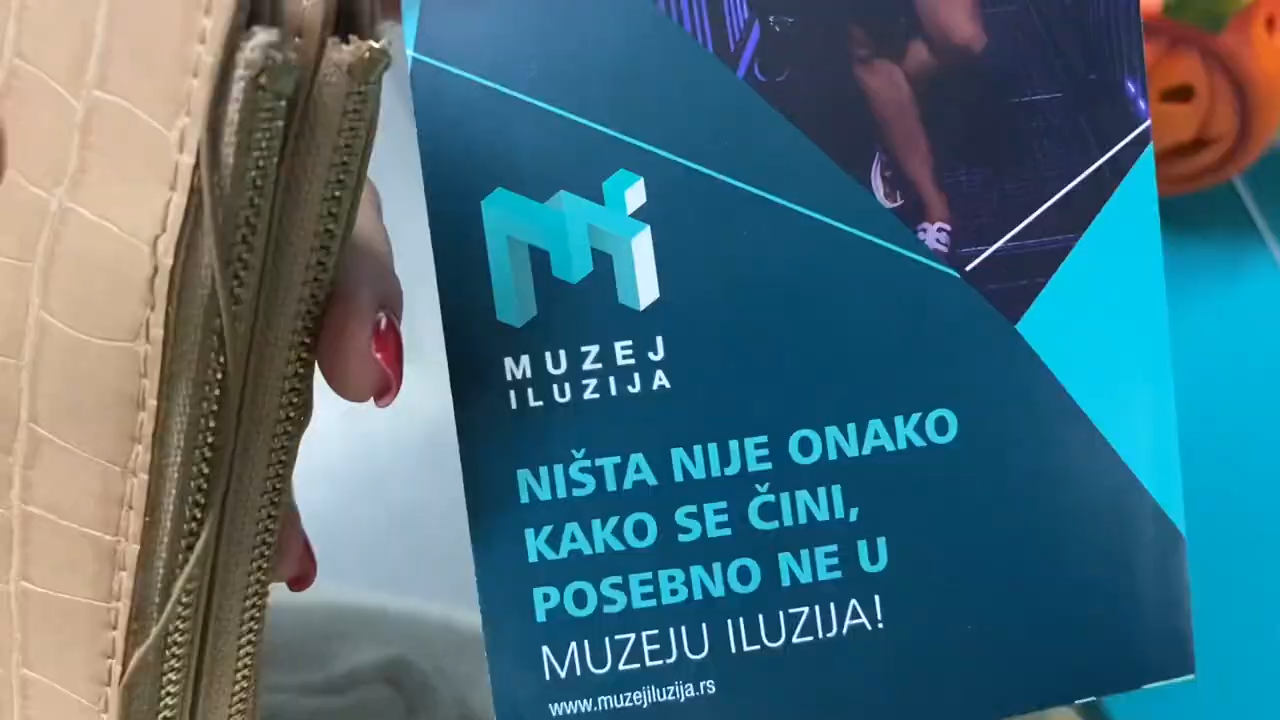 MUZEJ
ILUZIJA
NIŠTA NIJE ONAKO
KAKO SE ČINI,
POSEBNO NE U
MUZEJU ILUZIJA!
www.muzejiluzija.rs